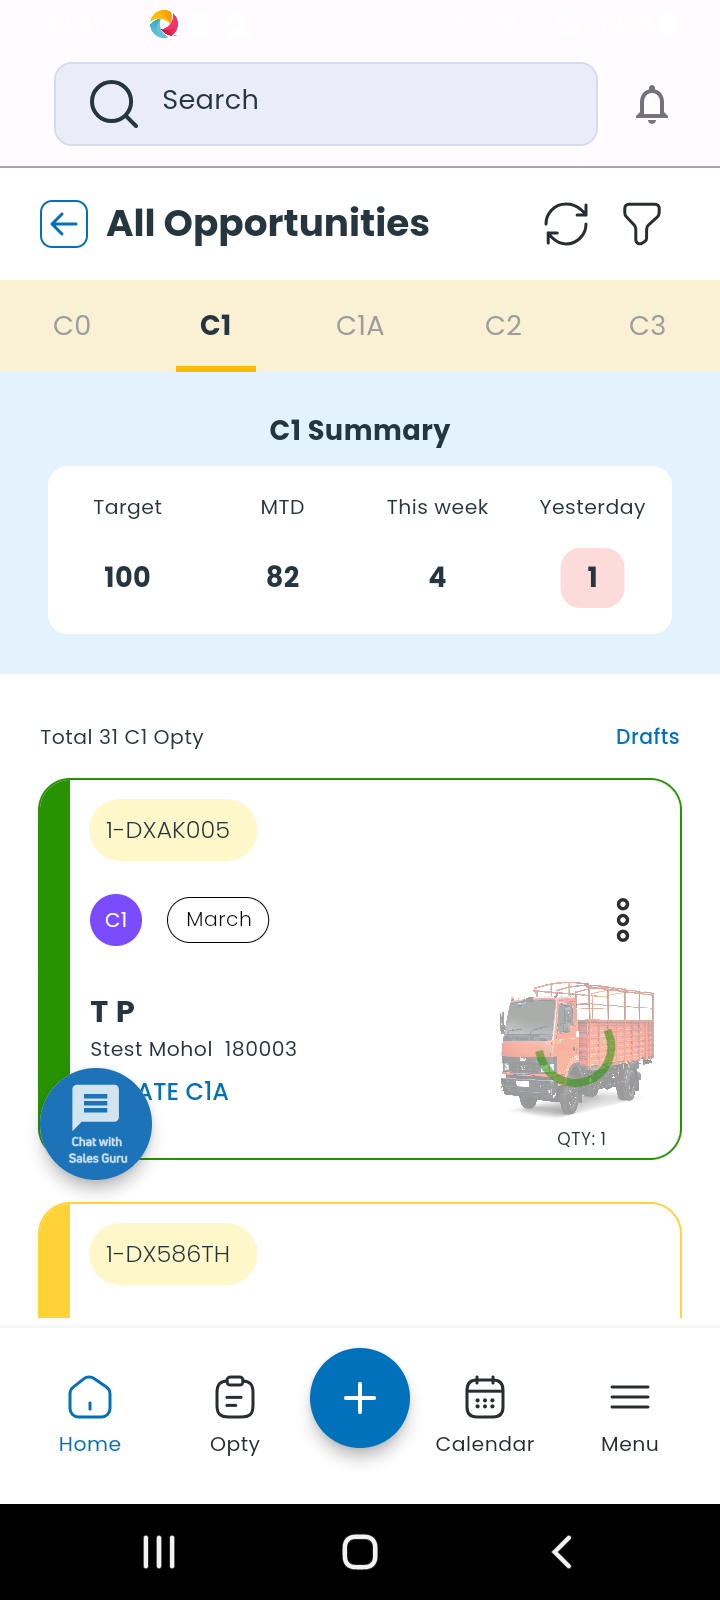 Search
All Opportunities
C0 C1 C1A C2 C3
C1 Summary
Target MTD This week Yesterday
100 82 4 1
Total 31 C1 Opty Drafts
1-DXAK005
C1 March
T P
Stest Mohol 180003
ATE C1A
Chat with
Sales Guru
QTY: 1
1-DX586TH
Home Opty Calendar Menu